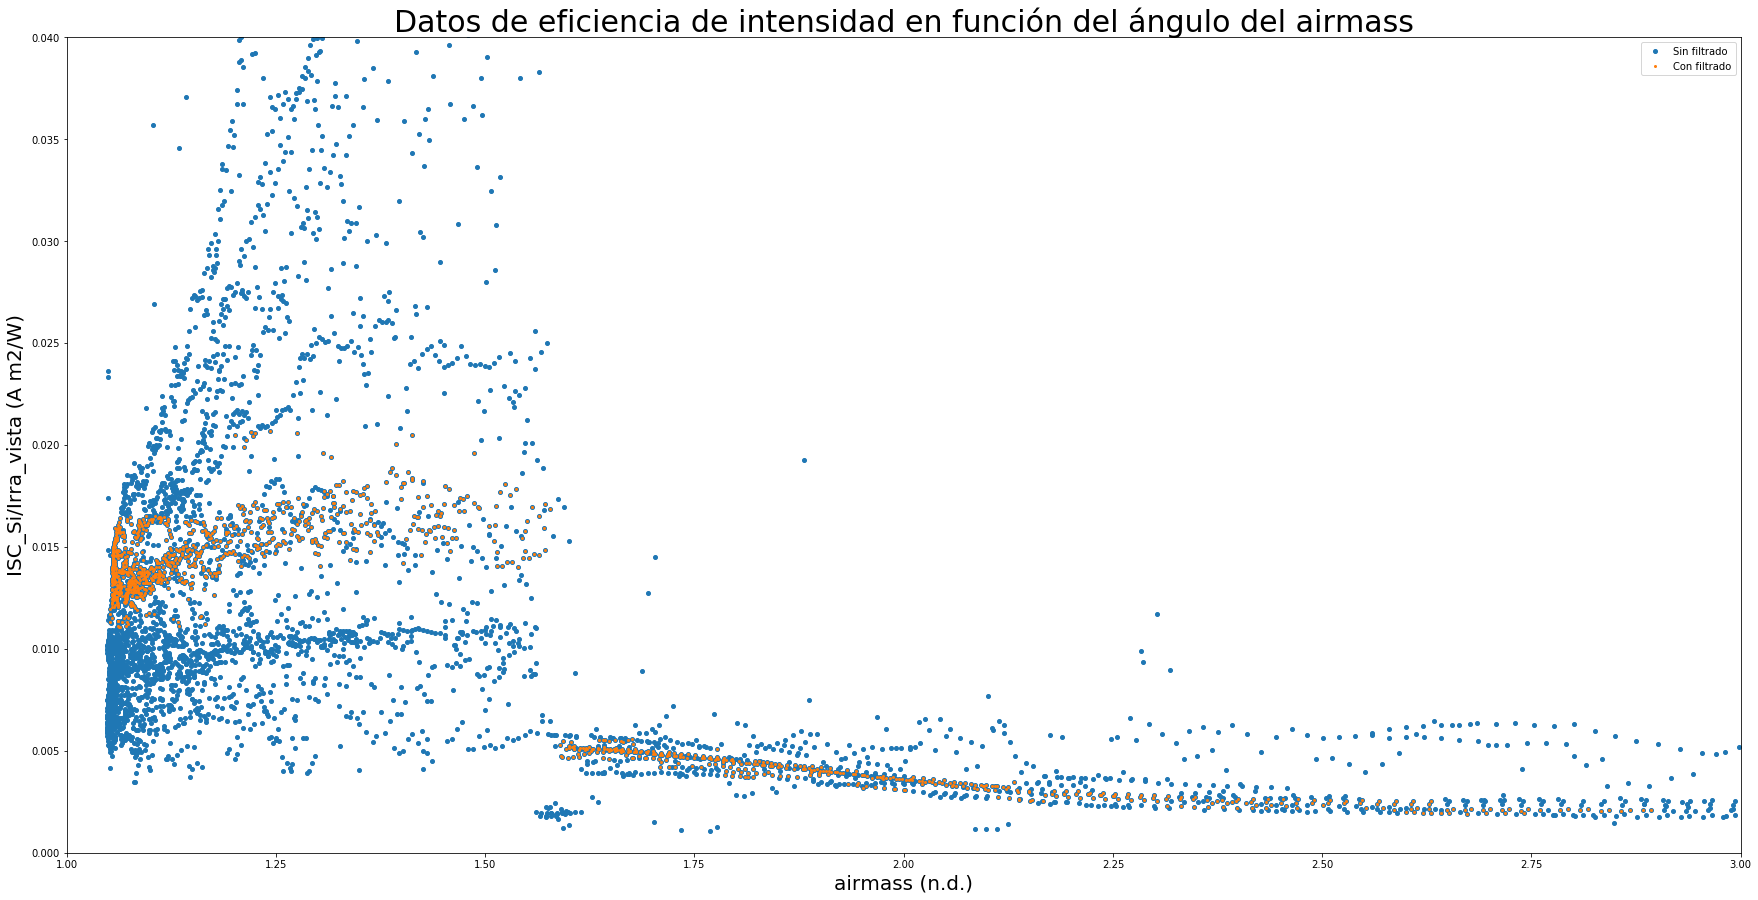 Datos de eficiencia de intensidad en función del ángulo del airmass
Sin filtrado
Con filtrado
ISC_Si/Irra_vista (A m2/W)
0.040
0.035
0.030
0.025
0.020
0.015
0.010
0.005
0.000
1.00 1.25 1.50 1.75 2.00 2.25 2.50 2.75 3.00
airmass (n.d.)